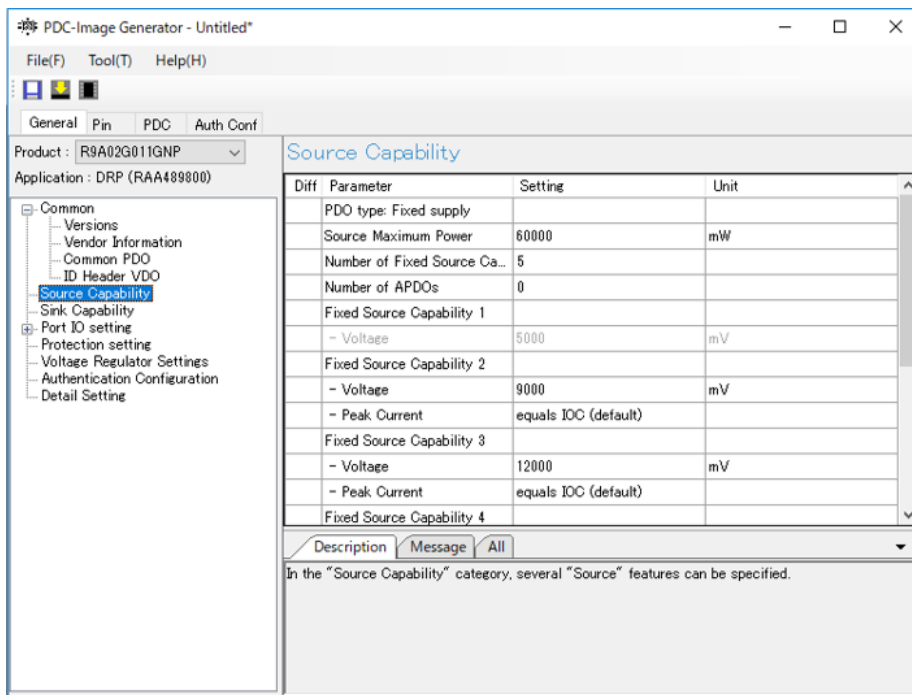 PDC-Image Generator - Untitled*
File(F) Tool(T) Help(H)
General Pin PDC Auth Conf
Product : R9A02G011GNP
Application : DRP (RAA489800)
Common
Versions
Vendor Information
Common PDO
ID Header VDO
Source Capability
Sink Capability
Port IO setting
Protection setting
Voltage Regulator Settings
Authentication Configuration
Detail Setting
Source Capability
Diff Parameter Setting Unit
PDO type: Fixed supply
Source Maximum Power 60000 mW
Number of Fixed Source Ca... 5
Number of APDOs 0
Fixed Source Capability 1
- Voltage 5000 mV
Fixed Source Capability 2
- Voltage 9000 mV
- Peak Current equals IOC (default)
Fixed Source Capability 3
- Voltage 12000 mV
- Peak Current equals IOC (default)
Fixed Source Capability 4
Description Message All
In the "Source Capability" category, several "Source" features can be specified.